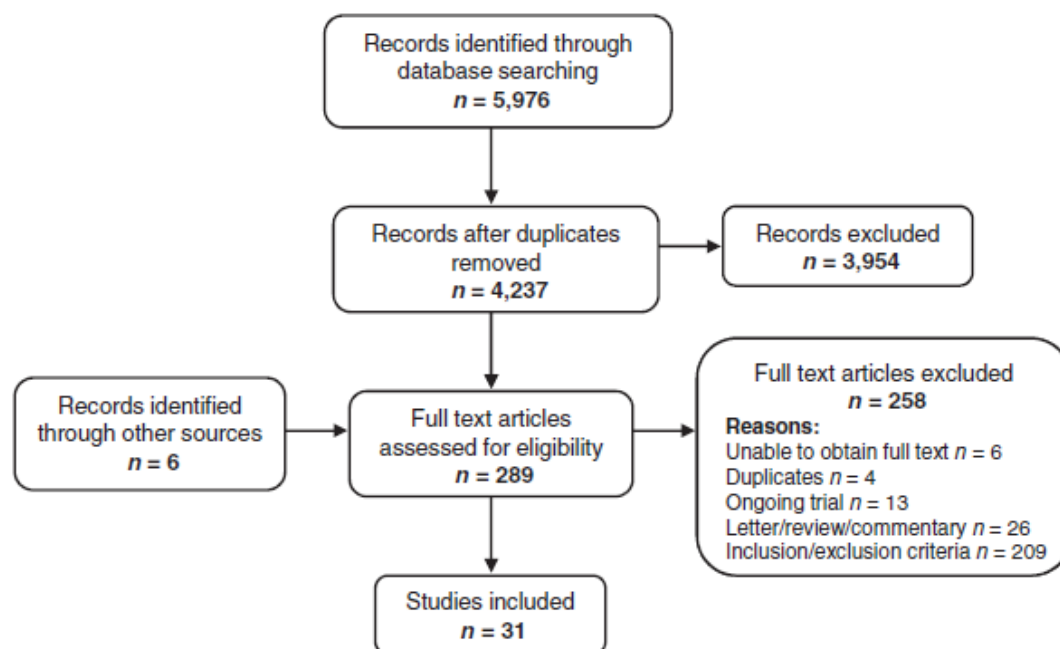 Records identified through
database searching
n = 5,976
Records after duplicates
removed
n = 4,237
Records excluded
n = 3,954
Records identified
through other sources
n = 6
Full text articles
assessed for eligibility
n = 289
Full text articles excluded
n = 258
Reasons:
Unable to obtain full text n = 6
Duplicates n = 4
Ongoing trial n = 13
Letter/review/commentary n = 26
Inclusion/exclusion criteria n = 209
Studies included
n = 31